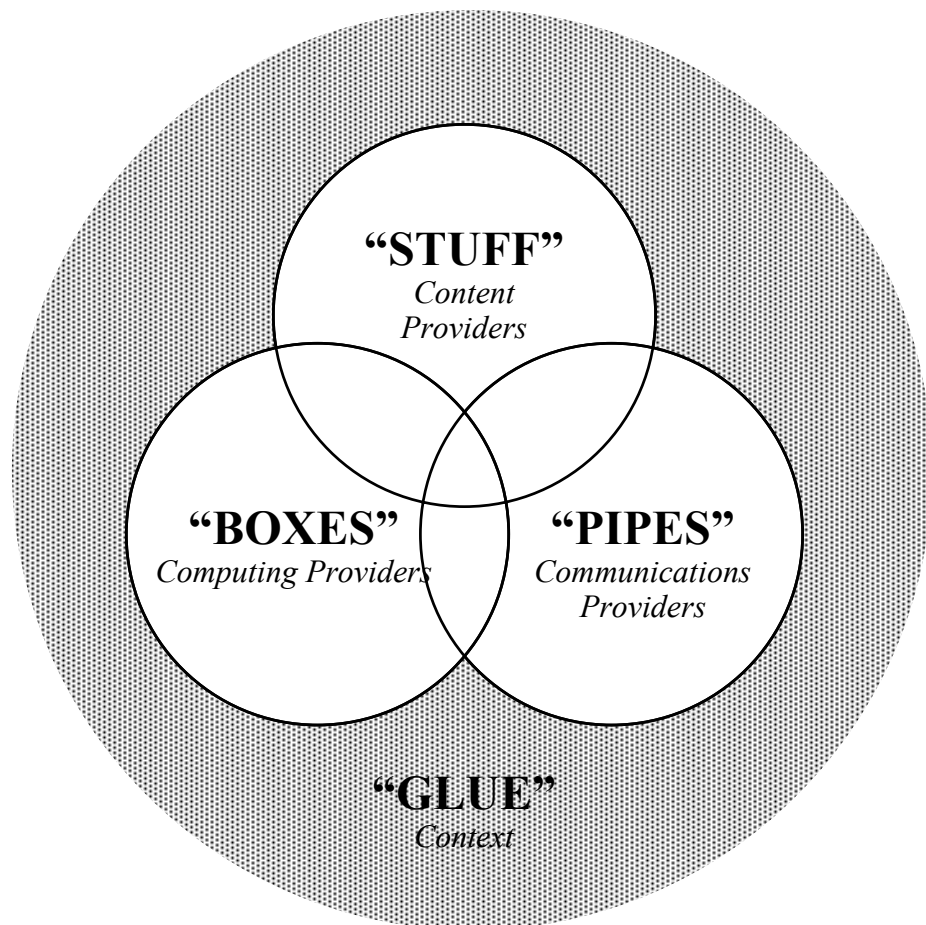 “STUFF”
Content
Providers
“BOXES”
Computing Providers
“PIPES”
Communications
Providers
“GLUE”
Context